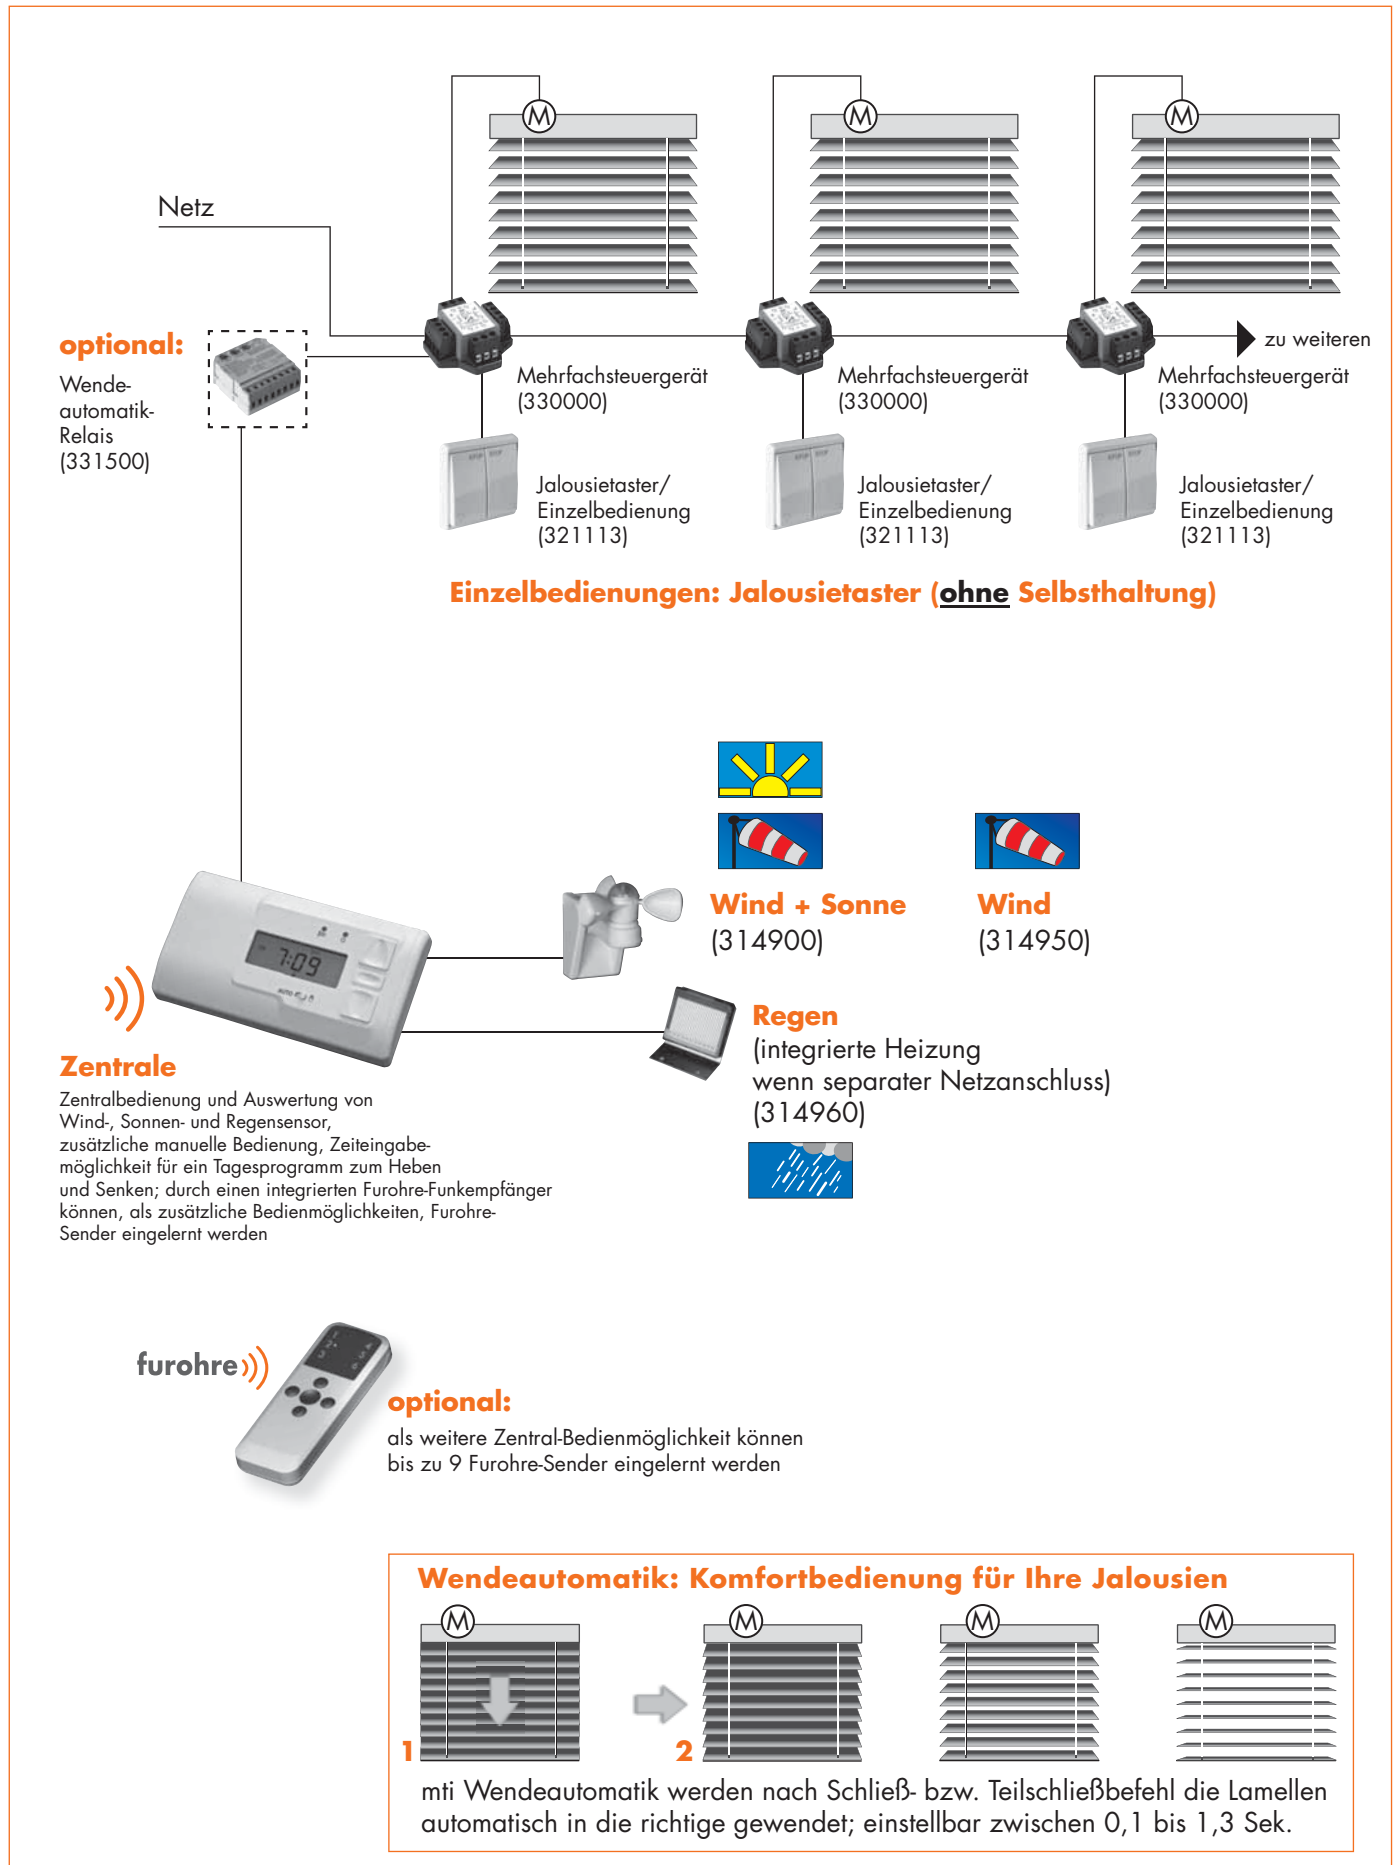 M
M
M
Netz
optional:
Wende-
automatik-
Relais
(331500)
zu weiteren
Mehrfachsteuergerät
(330000)
Mehrfachsteuergerät
(330000)
Mehrfachsteuergerät
(330000)
Jalousietaster/
Einzelbedienung
(321113)
Jalousietaster/
Einzelbedienung
(321113)
Jalousietaster/
Einzelbedienung
(321113)
Einzelbedienungen: Jalousietaster (ohne Selbsthaltung)
Wind + Sonne
(314900)
Wind
(314950)
7:09
auto
Regen
(integrierte Heizung
wenn separater Netzanschluss)
(314960)
Zentrale
Zentralbedienung und Auswertung von
Wind-, Sonnen- und Regensensor,
zusätzliche manuelle Bedienung, Zeiteingabe-
möglichkeit für ein Tagesprogramm zum Heben
und Senken; durch einen integrierten Furohre-Funkempfänger
können, als zusätzliche Bedienmöglichkeiten, Furohre-
Sender eingelernt werden
furohre
optional:
als weitere Zentral-Bedienmöglichkeit können
bis zu 9 Furohre-Sender eingelernt werden
Wendeautomatik: Komfortbedienung für Ihre Jalousien
M
M
M
M
1
2
mti Wendeautomatik werden nach Schließ- bzw. Teilschließbefehl die Lamellen
automatisch in die richtige gewendet; einstellbar zwischen 0,1 bis 1,3 Sek.